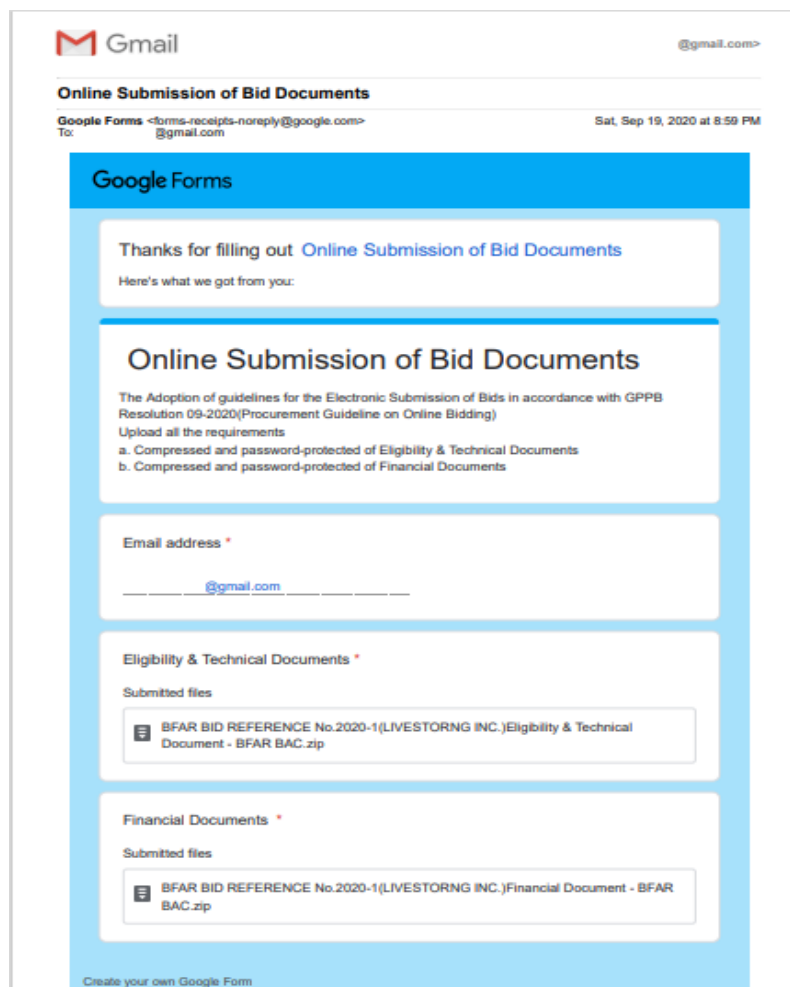 Gmail
@gmail.com>
Online Submission of Bid Documents
Google Forms <forms-receipts-noreply@google.com>
Sat, Sep 19, 2020 at 8:59 PM
To: @gmail.com
Google Forms
Thanks for filling out Online Submission of Bid Documents
Here's what we got from you:
Online Submission of Bid Documents
The Adoption of guidelines for the Electronic Submission of Bids in accordance with GPPB
Resolution 09-2020(Procurement Guideline on Online Bidding)
Upload all the requirements
a. Compressed and password-protected of Eligibility & Technical Documents
b. Compressed and password-protected of Financial Documents
Email address *
@gmail.com
Eligibility & Technical Documents *
Submitted files
BFAR BID REFERENCE No.2020-1(LIVESTORNG INC.)Eligibility & Technical
Document - BFAR BAC.zip
Financial Documents *
Submitted files
BFAR BID REFERENCE No.2020-1(LIVESTORNG INC.)Financial Document - BFAR
BAC.zip
Create your own Google Form